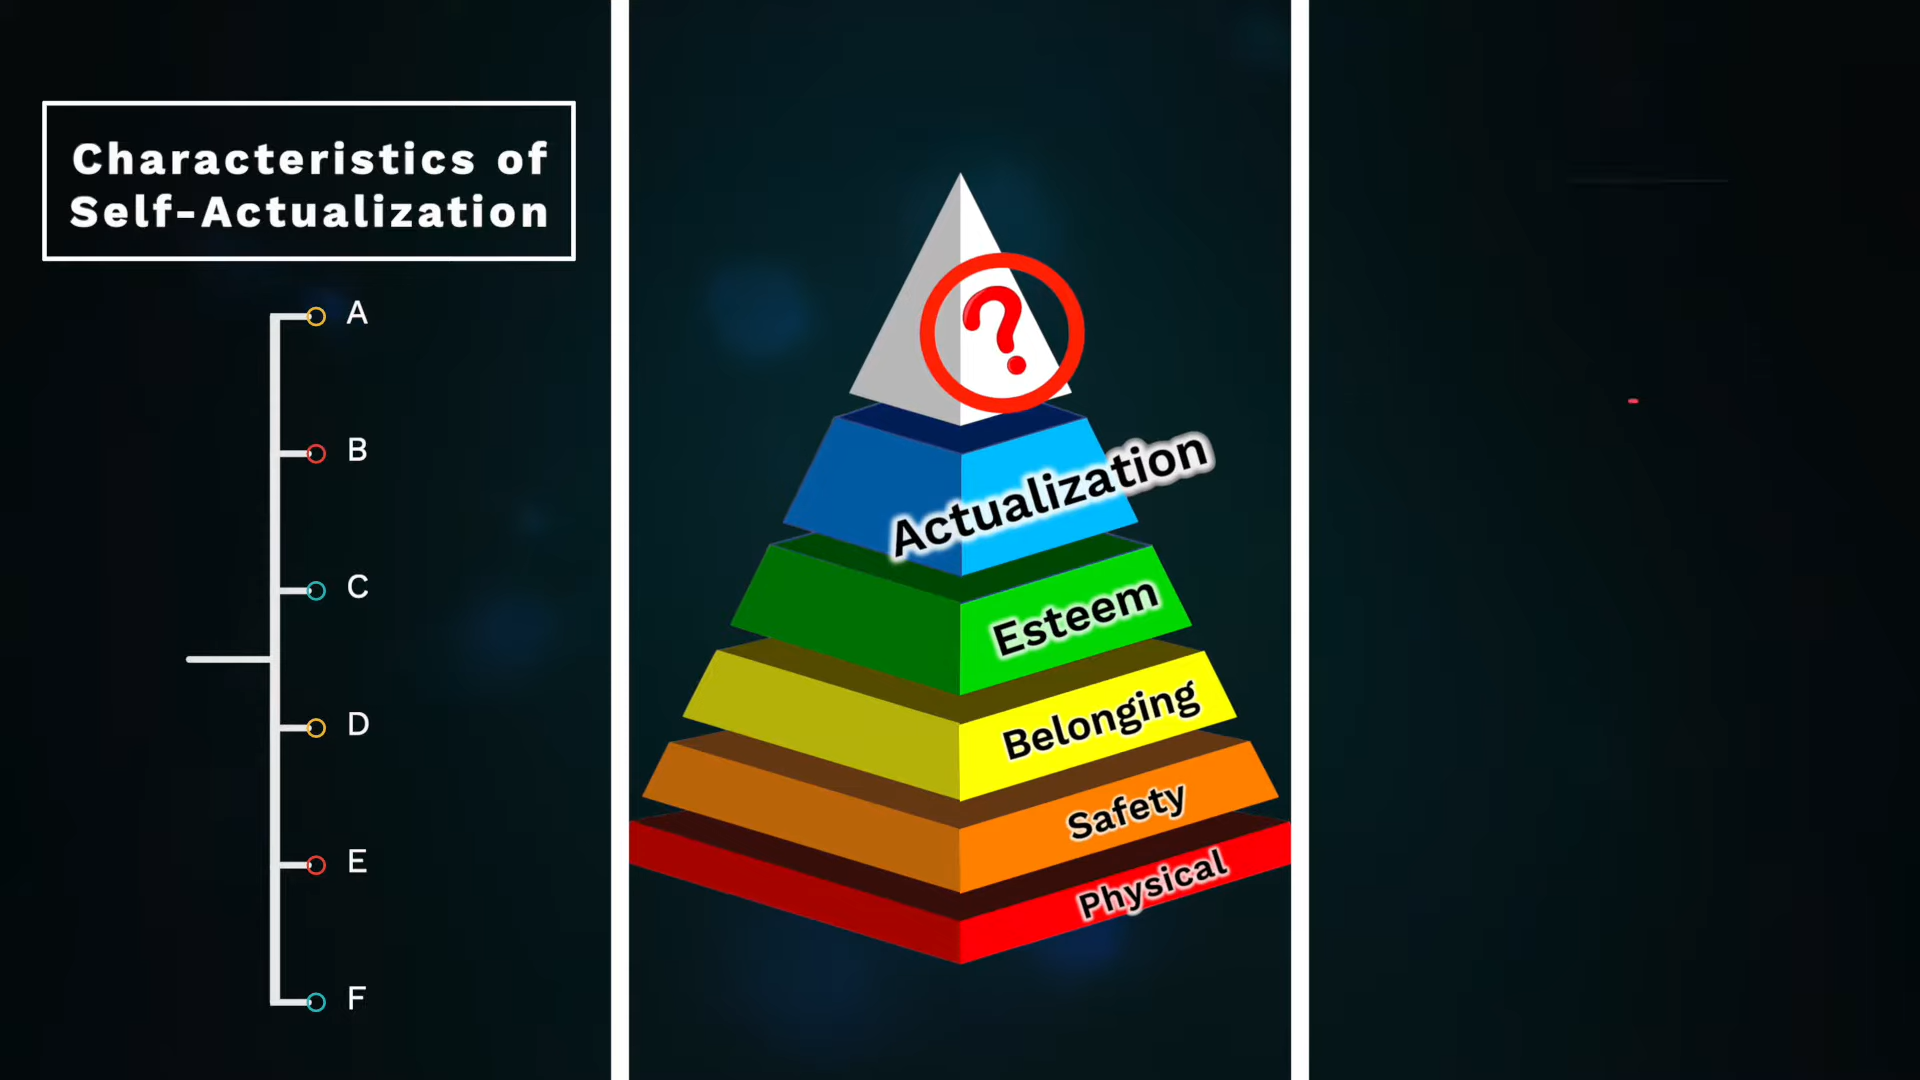 Characteristics of
Self-Actualization
A
B
C
D
E
F
?
Actualization
Esteem
Belonging
Safety
Physical